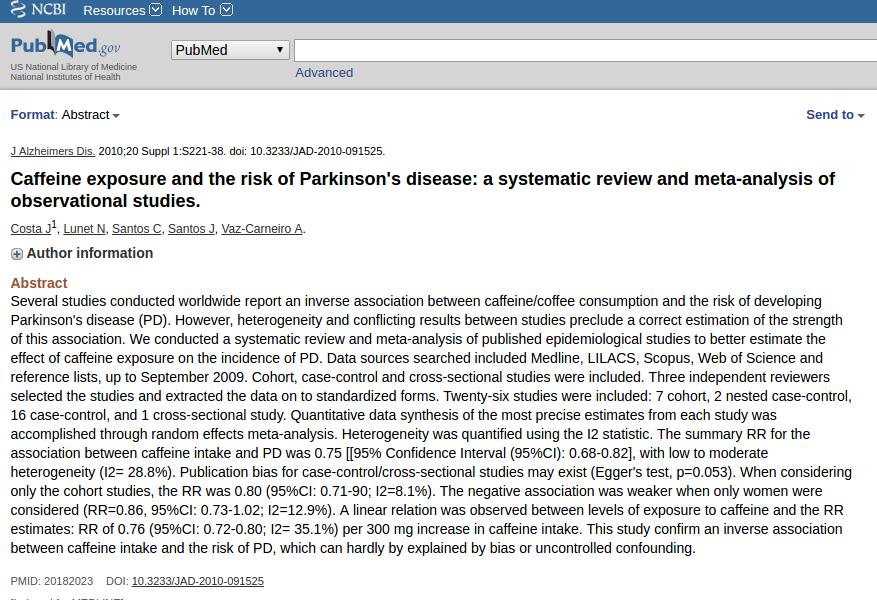 NCBI Resources How To
PubMed.gov
US National Library of Medicine
National Institutes of Health
PubMed
Advanced
Format: Abstract
Send to
J Alzheimers Dis. 2010;20 Suppl 1:S221-38. doi: 10.3233/JAD-2010-091525.
Caffeine exposure and the risk of Parkinson's disease: a systematic review and meta-analysis of
observational studies.
Costa J1, Lunet N, Santos C, Santos J, Vaz-Carneiro A.
Author information
Abstract
Several studies conducted worldwide report an inverse association between caffeine/coffee consumption and the risk of developing
Parkinson's disease (PD). However, heterogeneity and conflicting results between studies preclude a correct estimation of the strength
of this association. We conducted a systematic review and meta-analysis of published epidemiological studies to better estimate the
effect of caffeine exposure on the incidence of PD. Data sources searched included Medline, LILACS, Scopus, Web of Science and
reference lists, up to September 2009. Cohort, case-control and cross-sectional studies were included. Three independent reviewers
selected the studies and extracted the data on to standardized forms. Twenty-six studies were included: 7 cohort, 2 nested case-control,
16 case-control, and 1 cross-sectional study. Quantitative data synthesis of the most precise estimates from each study was
accomplished through random effects meta-analysis. Heterogeneity was quantified using the I2 statistic. The summary RR for the
association between caffeine intake and PD was 0.75 [[95% Confidence Interval (95%CI): 0.68-0.82], with low to moderate
heterogeneity (I2= 28.8%). Publication bias for case-control/cross-sectional studies may exist (Egger's test, p=0.053). When considering
only the cohort studies, the RR was 0.80 (95%CI: 0.71-90; I2=8.1%). The negative association was weaker when only women were
considered (RR=0.86, 95%CI: 0.73-1.02; I2=12.9%). A linear relation was observed between levels of exposure to caffeine and the RR
estimates: RR of 0.76 (95%CI: 0.72-0.80; I2= 35.1%) per 300 mg increase in caffeine intake. This study confirm an inverse association
between caffeine intake and the risk of PD, which can hardly by explained by bias or uncontrolled confounding.
PMID: 20182023 DOI: 10.3233/JAD-2010-091525